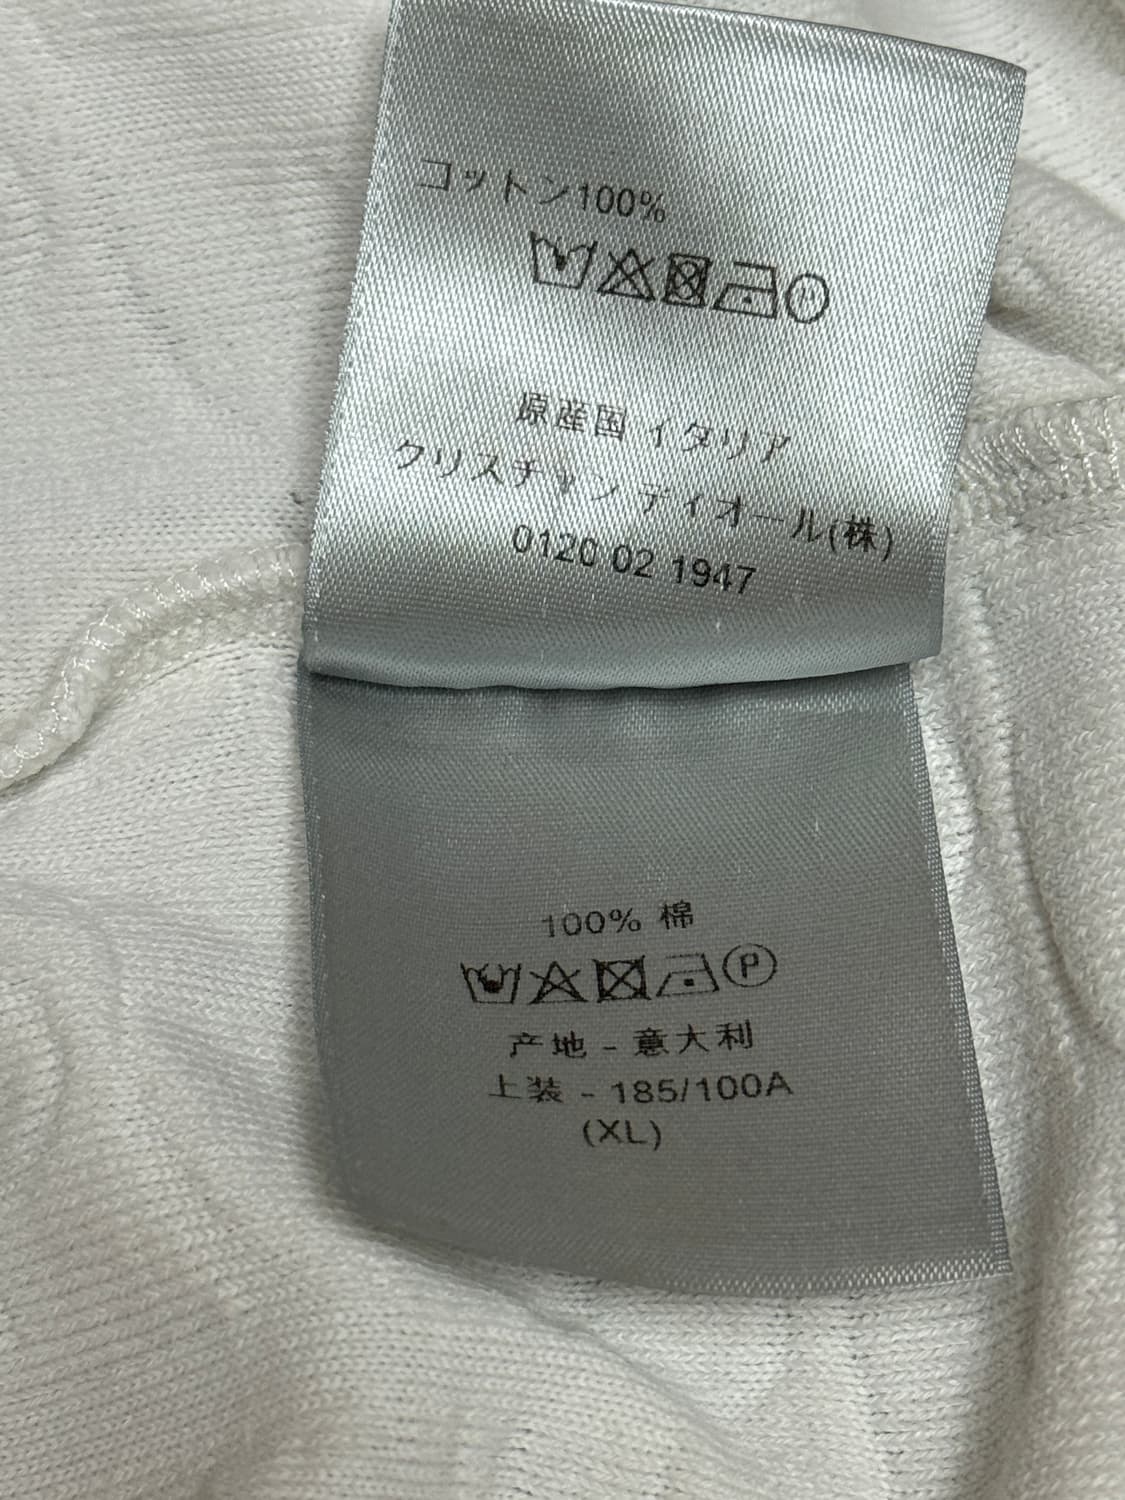 コットン100%
原産国 イタリア
クリスチャン ディオール(株)
0120 02 1947
100% 棉
产地 - 意大利
上装 - 185/100A
(XL)